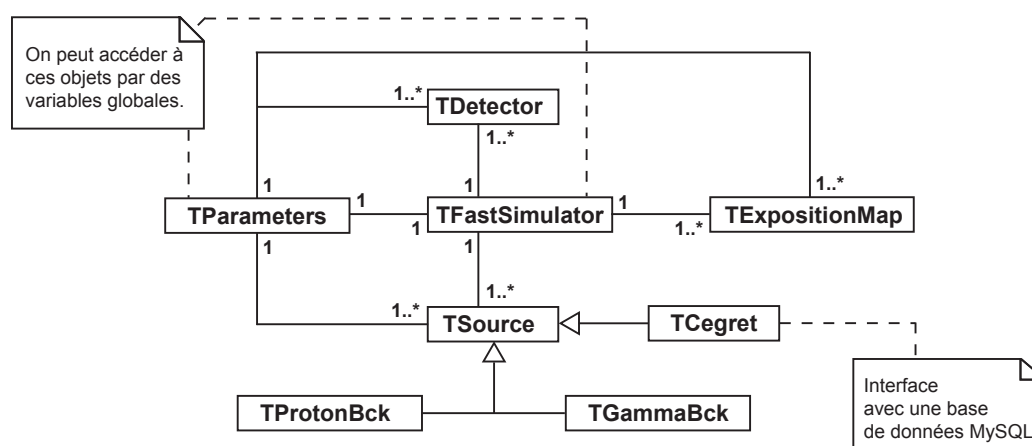 On peut accéder à
ces objets par des
variables globales.
1..*
TDetector
1..*
1
1
1..*
TParameters
1
1
TFastSimulator
1
1..*
TExpositionMap
1
1
1..*
1..*
TSource
TCegret
TProtonBck
TGammaBck
Interface
avec une base
de données MySQL